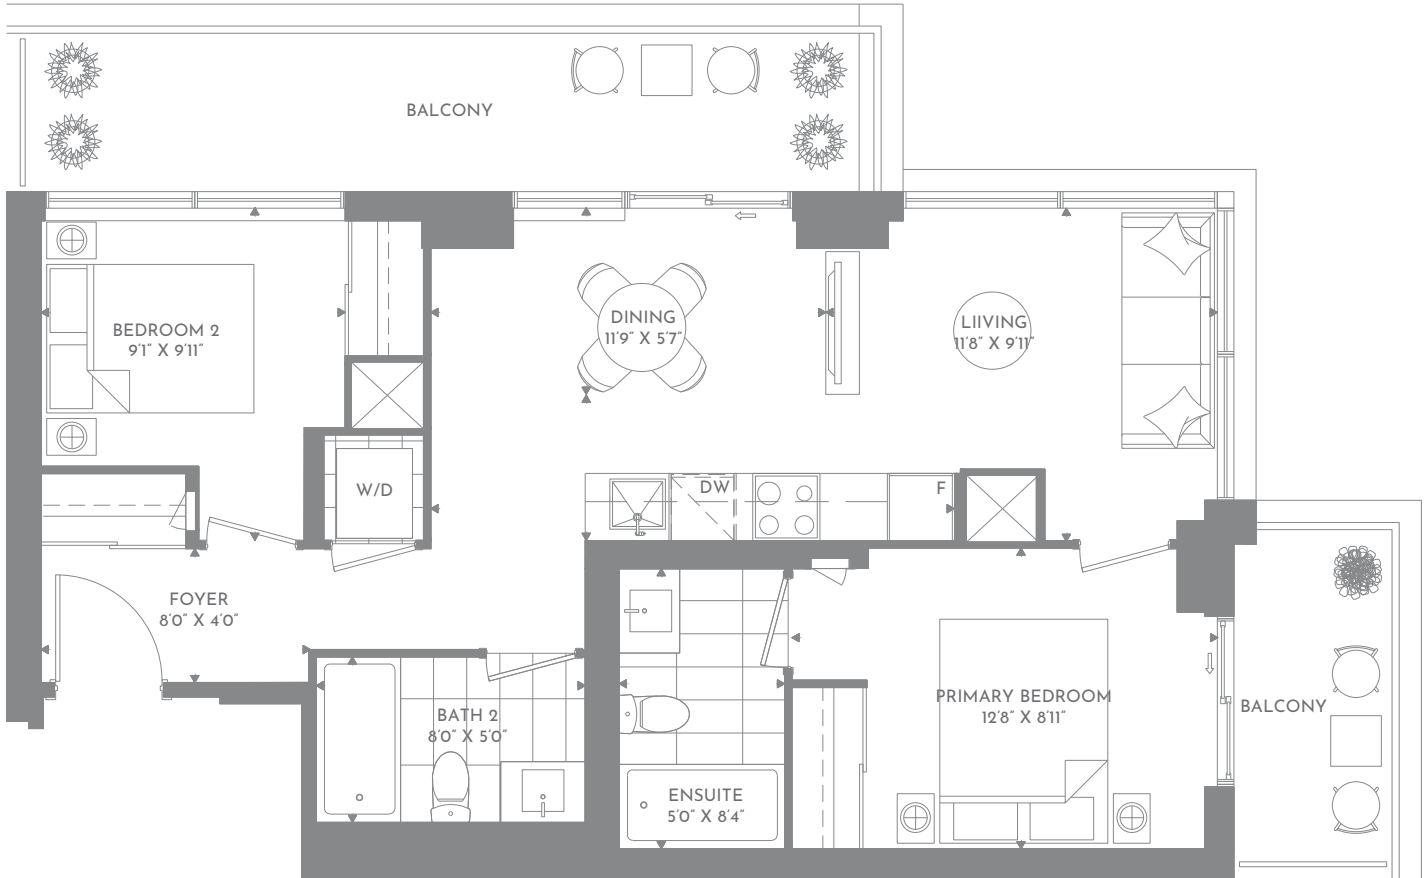 BALCONY
BEDROOM 2
9'1" X 9'11"
DINING
11'9" X 5'7"
LIIVING
11'8" X 9'11"
W/D
DW
F
FOYER
8'0" X 4'0"
BATH 2
8'0" X 5'0"
ENSUITE
5'0" X 8'4"
PRIMARY BEDROOM
12'8" X 8'11"
BALCONY